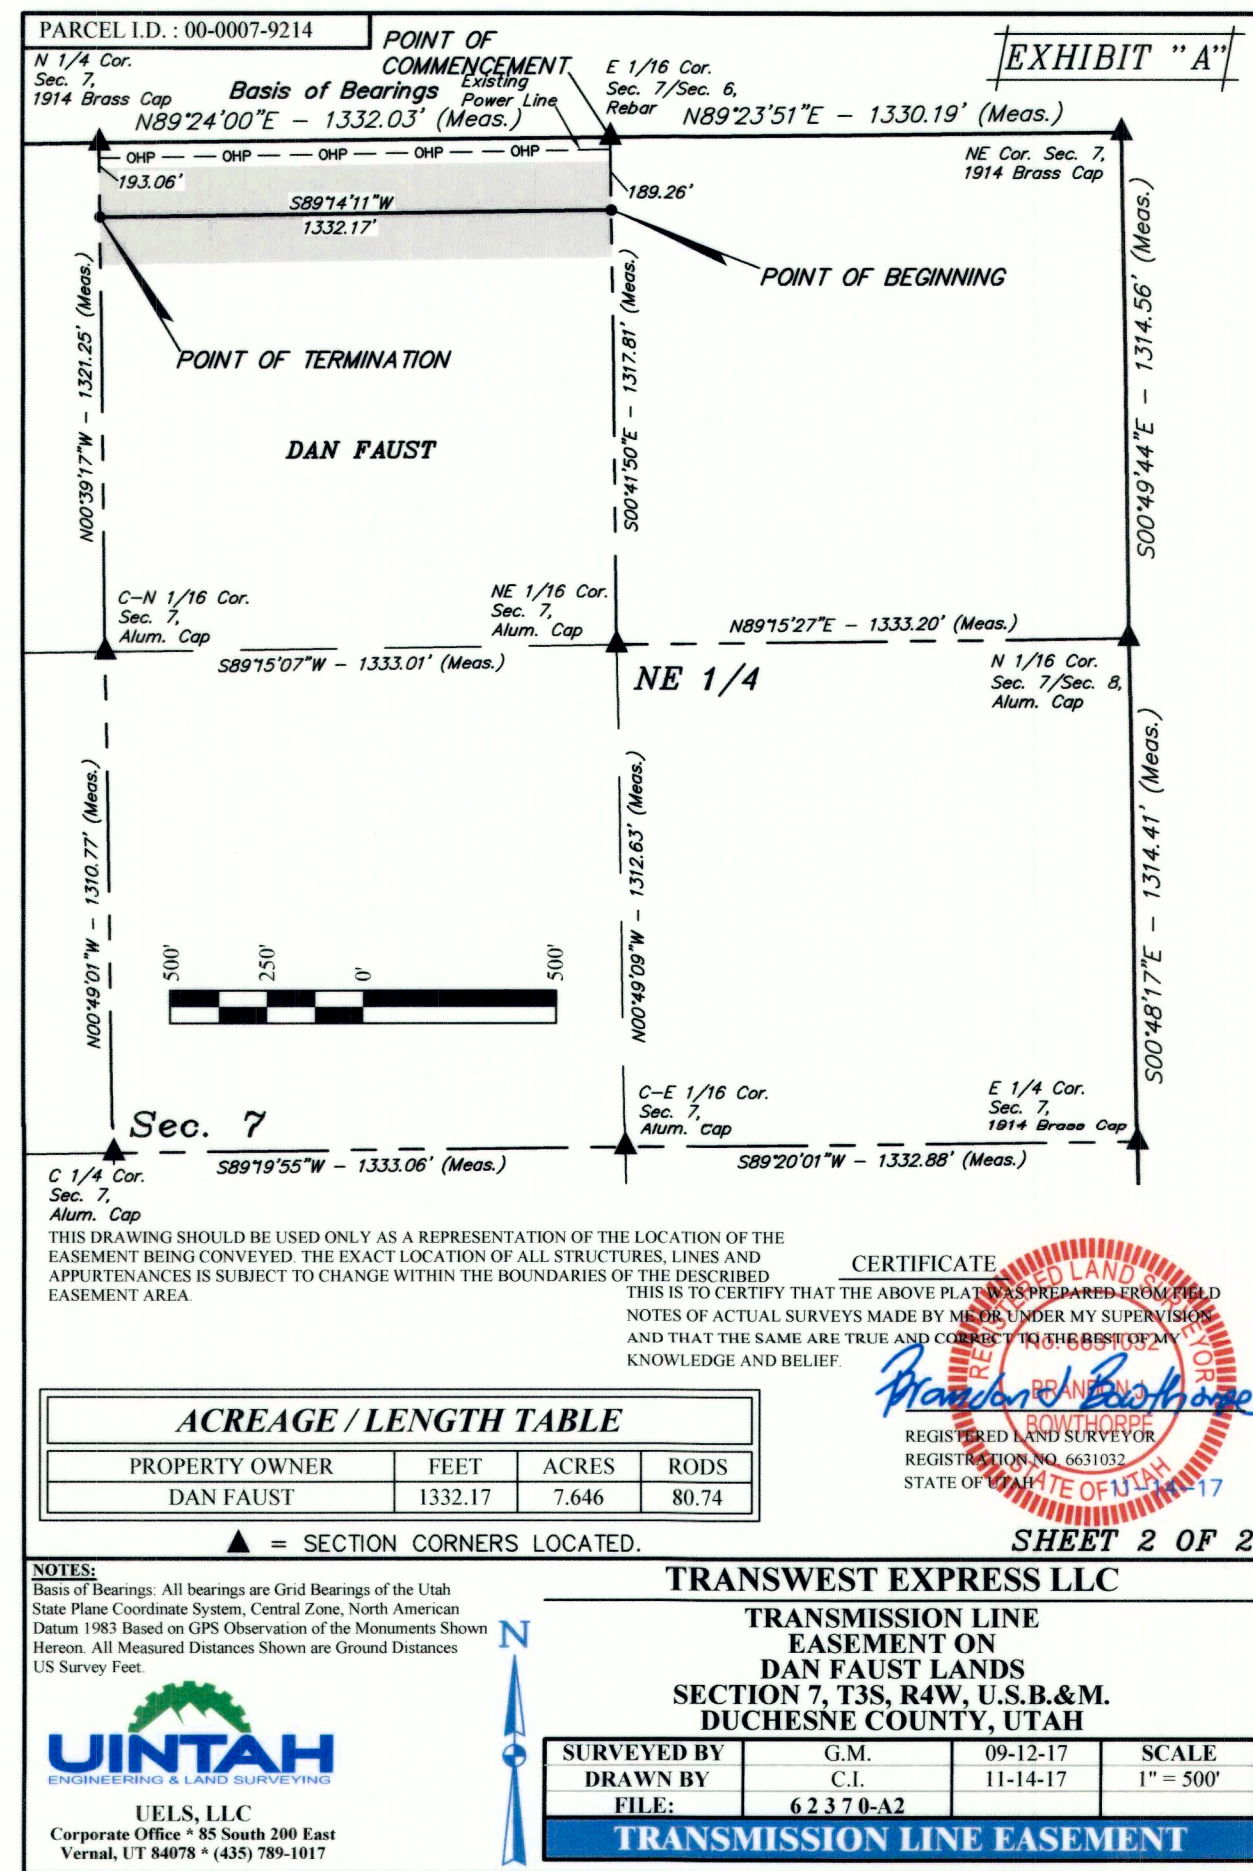 PARCEL I.D. : 00-0007-9214
EXHIBIT "A"
POINT OF
COMMENCEMENT
N 1/4 Cor.
Sec. 7,
1914 Brass Cap
Basis of Bearings
N89°24'00"E - 1332.03' (Meas.)
Existing
Power Line
E 1/16 Cor.
Sec. 7/Sec. 6,
Rebar
N89°23'51"E - 1330.19' (Meas.)
NE Cor. Sec. 7,
1914 Brass Cap
OHP OHP OHP OHP OHP
193.06'
189.26'
S89°14'11"W
1332.17'
POINT OF BEGINNING
POINT OF TERMINATION
N00°39'17"W - 1321.25' (Meas.)
DAN FAUST
S00°41'50"E - 1317.81' (Meas.)
S00°49'44"E - 1314.56' (Meas.)
C-N 1/16 Cor.
Sec. 7,
Alum. Cap
NE 1/16 Cor.
Sec. 7,
Alum. Cap
S89°15'07"W - 1333.01' (Meas.)
N89°15'27"E - 1333.20' (Meas.)
NE 1/4
N 1/16 Cor.
Sec. 7/Sec. 8,
Alum. Cap
N00°49'01"W - 1310.77' (Meas.)
N00°49'09"W - 1312.63' (Meas.)
S00°48'17"E - 1314.41' (Meas.)
500' 250' 0' 500'
Sec. 7
C-E 1/16 Cor.
Sec. 7,
Alum. Cap
E 1/4 Cor.
Sec. 7,
1914 Brass Cap
C 1/4 Cor.
Sec. 7,
Alum. Cap
S89°19'55"W - 1333.06' (Meas.)
S89°20'01"W - 1332.88' (Meas.)
THIS DRAWING SHOULD BE USED ONLY AS A REPRESENTATION OF THE LOCATION OF THE
EASEMENT BEING CONVEYED. THE EXACT LOCATION OF ALL STRUCTURES, LINES AND
APPURTENANCES IS SUBJECT TO CHANGE WITHIN THE BOUNDARIES OF THE DESCRIBED
EASEMENT AREA.
CERTIFICATE
THIS IS TO CERTIFY THAT THE ABOVE PLAT WAS PREPARED FROM FIELD
NOTES OF ACTUAL SURVEYS MADE BY ME OR UNDER MY SUPERVISION
AND THAT THE SAME ARE TRUE AND CORRECT TO THE BEST OF MY
KNOWLEDGE AND BELIEF.
REGISTERED LAND SURVEYOR
No. 6631032
BRANDON J.
BOWTHORPE
STATE OF UTAH
Brandon J Bowthorpe
REGISTERED LAND SURVEYOR
REGISTRATION NO. 6631032
STATE OF UTAH
11-14-17
ACREAGE / LENGTH TABLE
PROPERTY OWNER FEET ACRES RODS
DAN FAUST 1332.17 7.646 80.74
▲ = SECTION CORNERS LOCATED.
SHEET 2 OF 2
NOTES:
Basis of Bearings: All bearings are Grid Bearings of the Utah
State Plane Coordinate System, Central Zone, North American
Datum 1983 Based on GPS Observation of the Monuments Shown
Hereon. All Measured Distances Shown are Ground Distances
US Survey Feet.
N
UINTAH
ENGINEERING & LAND SURVEYING
UELS, LLC
Corporate Office * 85 South 200 East
Vernal, UT 84078 * (435) 789-1017
TRANSWEST EXPRESS LLC
TRANSMISSION LINE
EASEMENT ON
DAN FAUST LANDS
SECTION 7, T3S, R4W, U.S.B.&M.
DUCHESNE COUNTY, UTAH
SURVEYED BY G.M. 09-12-17 SCALE
DRAWN BY C.I. 11-14-17 1" = 500'
FILE: 6 2 3 7 0-A2
TRANSMISSION LINE EASEMENT